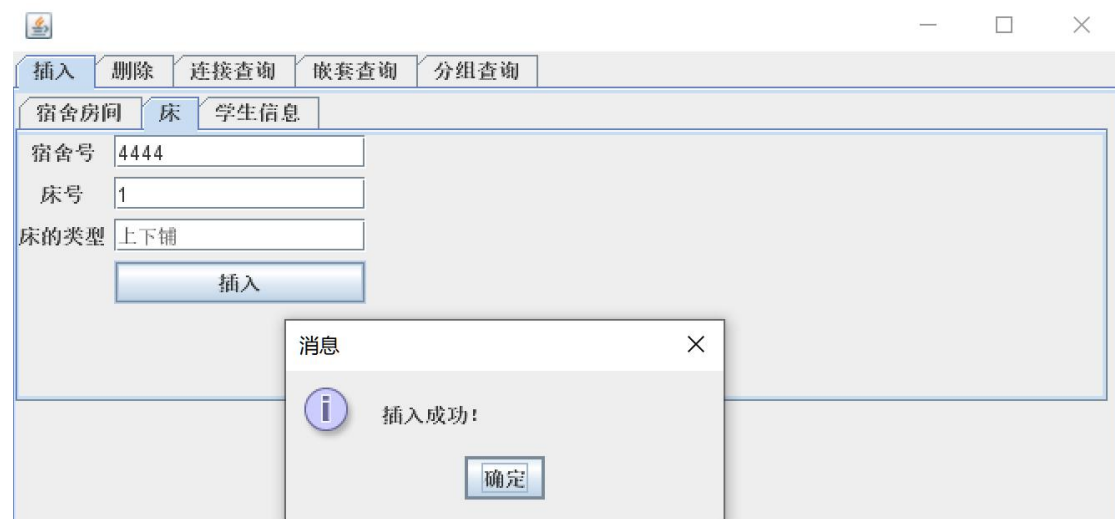 插入 删除 连接查询 嵌套查询 分组查询
宿舍房间 床 学生信息
宿舍号 4444
床号 1
床的类型 上下铺
插入
消息
插入成功!
确定